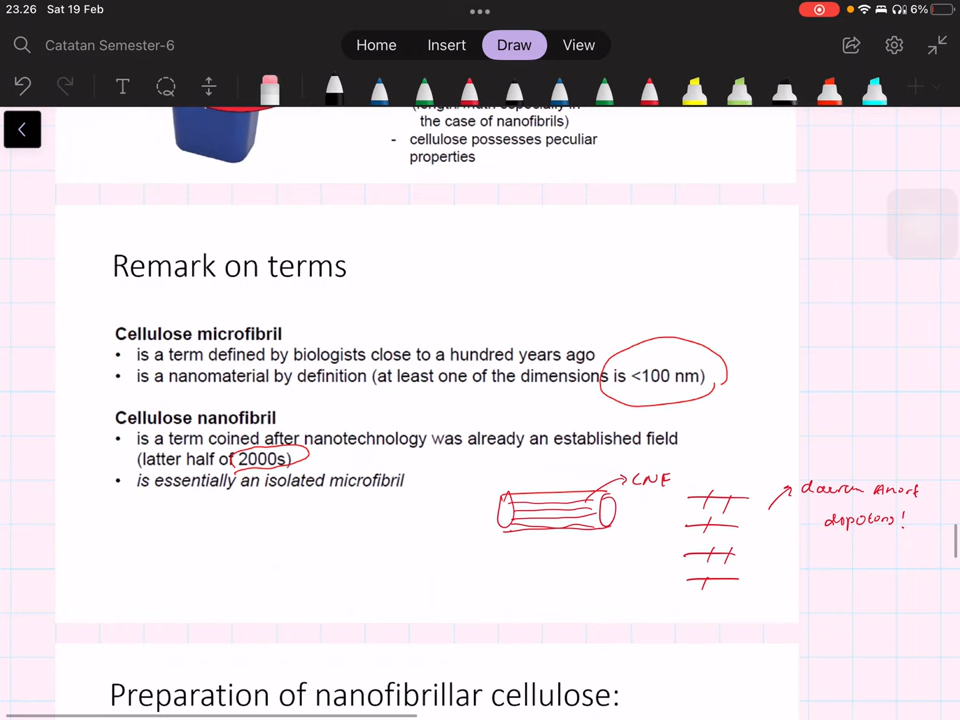 23.26 Sat 19 Feb
6%
Catatan Semester-6
Home Insert Draw View
the case of nanofibrils)
- cellulose possesses peculiar
properties
Remark on terms
Cellulose microfibril
• is a term defined by biologists close to a hundred years ago
• is a nanomaterial by definition (at least one of the dimensions is <100 nm)
Cellulose nanofibril
• is a term coined after nanotechnology was already an established field
(latter half of 2000s)
• is essentially an isolated microfibril
CNF
daerah Amorf
dipotong!
Preparation of nanofibrillar cellulose: